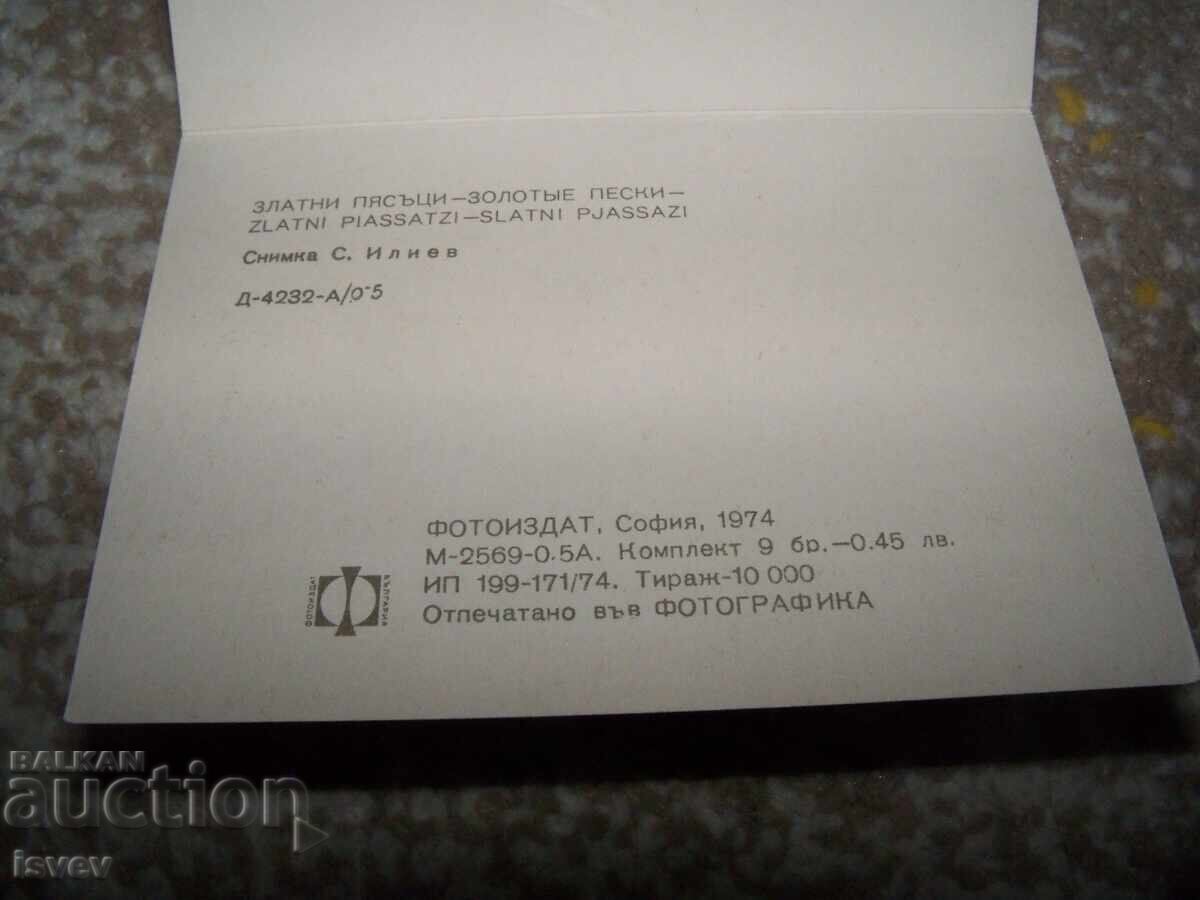 ЗЛАТНИ ПЯСЪЦИ—ЗОЛОТЫЕ ПЕСКИ—
ZLATNI PIASSATZI—SLATNI PJASSAZI
Снимка С. Илиев
Д-4232-А/0-5
ФОТОИЗДАТ, София, 1974
М-2569-0.5А. Комплект 9 бр.—0.45 лв.
ИП 199-171/74. Тираж-10 000
Отпечатано във ФОТОГРАФИКА
ФОТОИЗДАТ
БЪЛГАРИЯ
BALKAN
auction
isvev